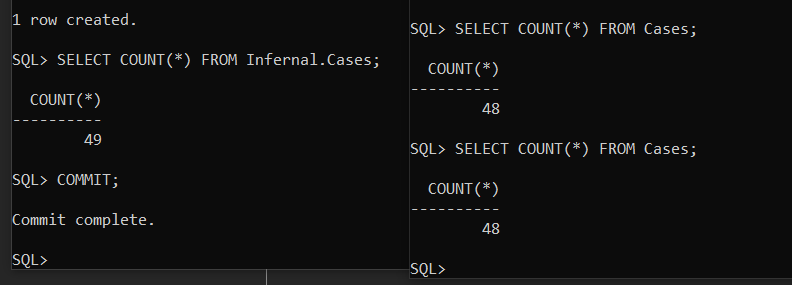 1 row created.
SQL> SELECT COUNT(*) FROM Infernal.Cases;
COUNT(*)
----------
49
SQL> COMMIT;
Commit complete.
SQL>
SQL> SELECT COUNT(*) FROM Cases;
COUNT(*)
----------
48
SQL> SELECT COUNT(*) FROM Cases;
COUNT(*)
----------
48
SQL>